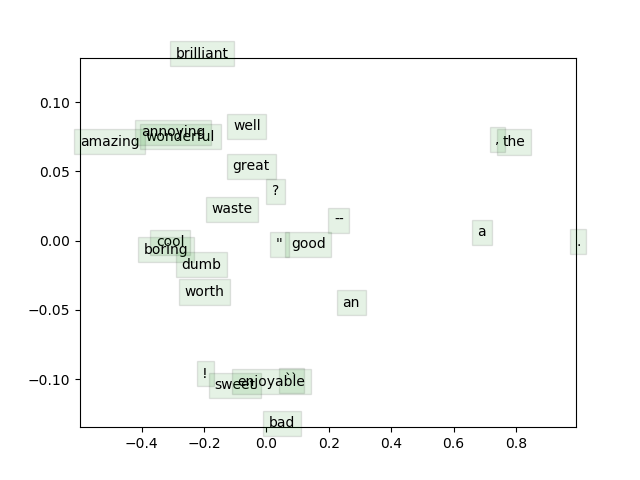 brilliant
0.10
well
annoying
wonderful
amazing
,
the
0.05
great
?
waste
--
a
0.00
cool
boring
"
good
.
dumb
worth
−0.05
an
!
−0.10
sweet
enjoyable
``
bad
−0.4 −0.2 0.0 0.2 0.4 0.6 0.8